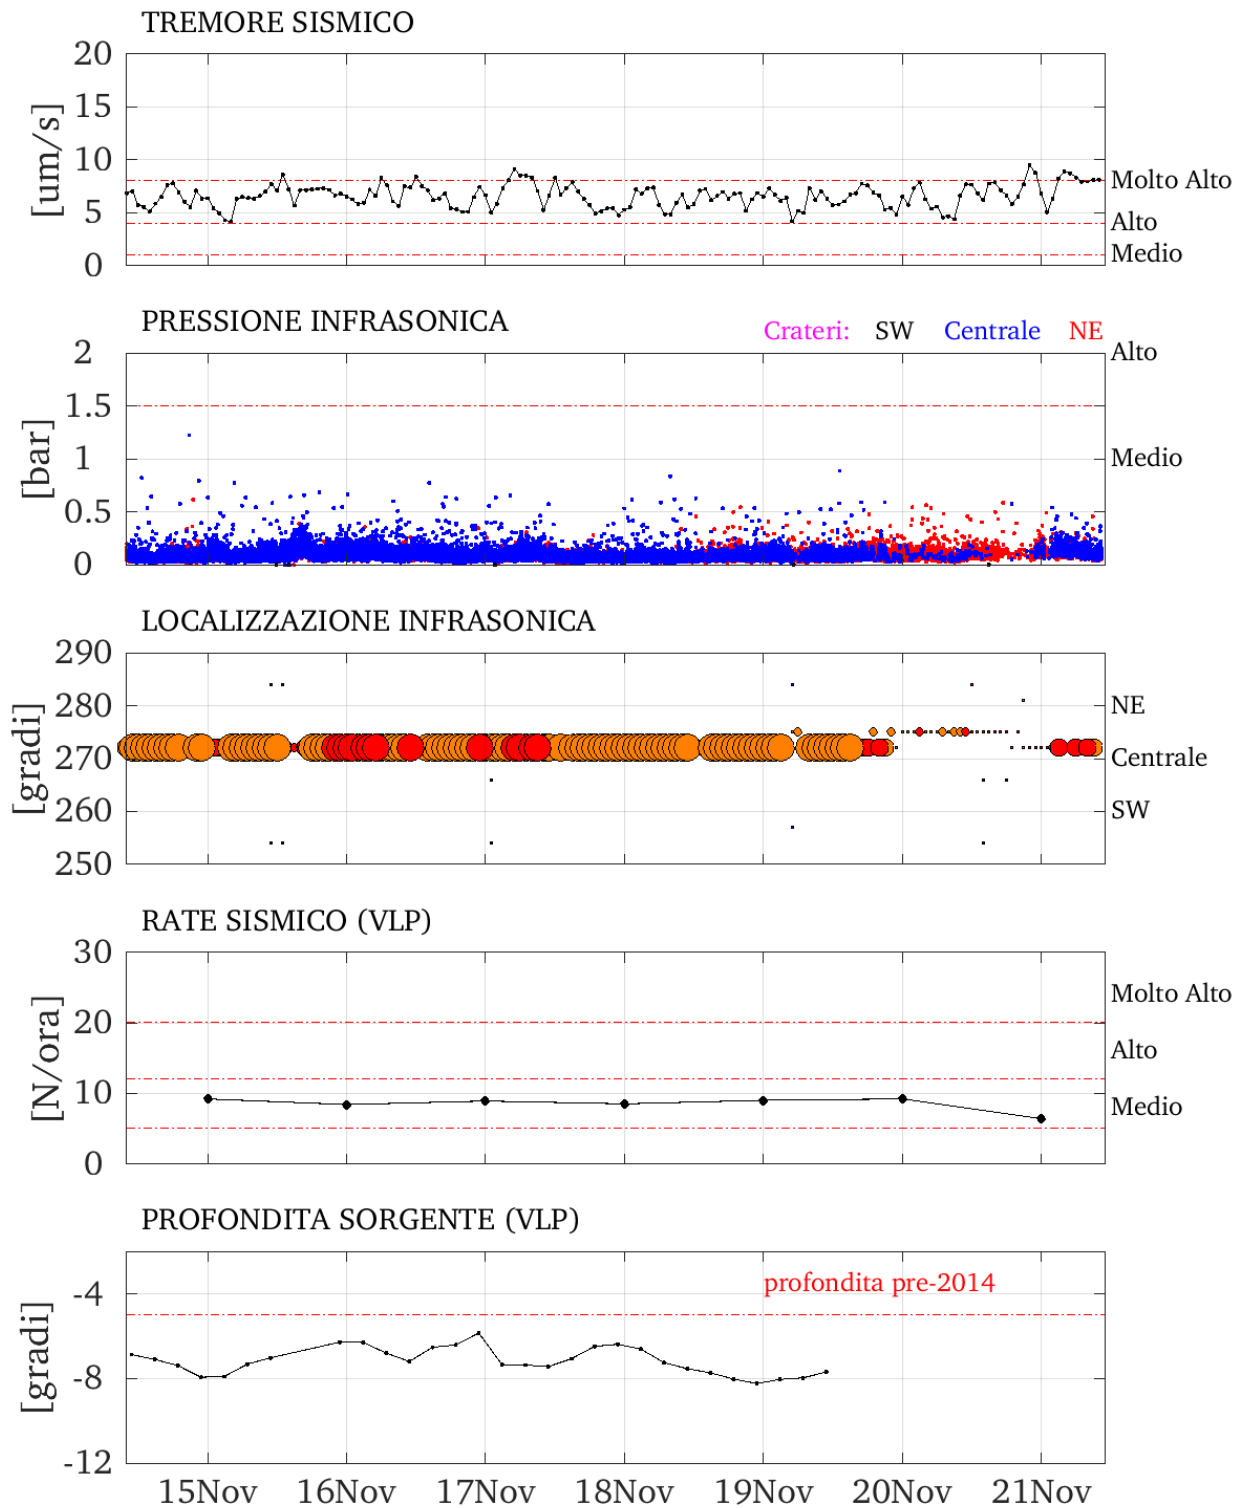 TREMORE SISMICO
20
15
10
5
0
[um/s]
Molto Alto
Alto
Medio
PRESSIONE INFRASONICA
Crateri: SW Centrale NE
2
1.5
1
0.5
0
[bar]
Alto
Medio
LOCALIZZAZIONE INFRASONICA
290
280
270
260
250
[gradi]
NE
Centrale
SW
RATE SISMICO (VLP)
30
20
10
0
[N/ora]
Molto Alto
Alto
Medio
PROFONDITA SORGENTE (VLP)
profondita pre-2014
-4
-8
-12
[gradi]
15Nov 16Nov 17Nov 18Nov 19Nov 20Nov 21Nov